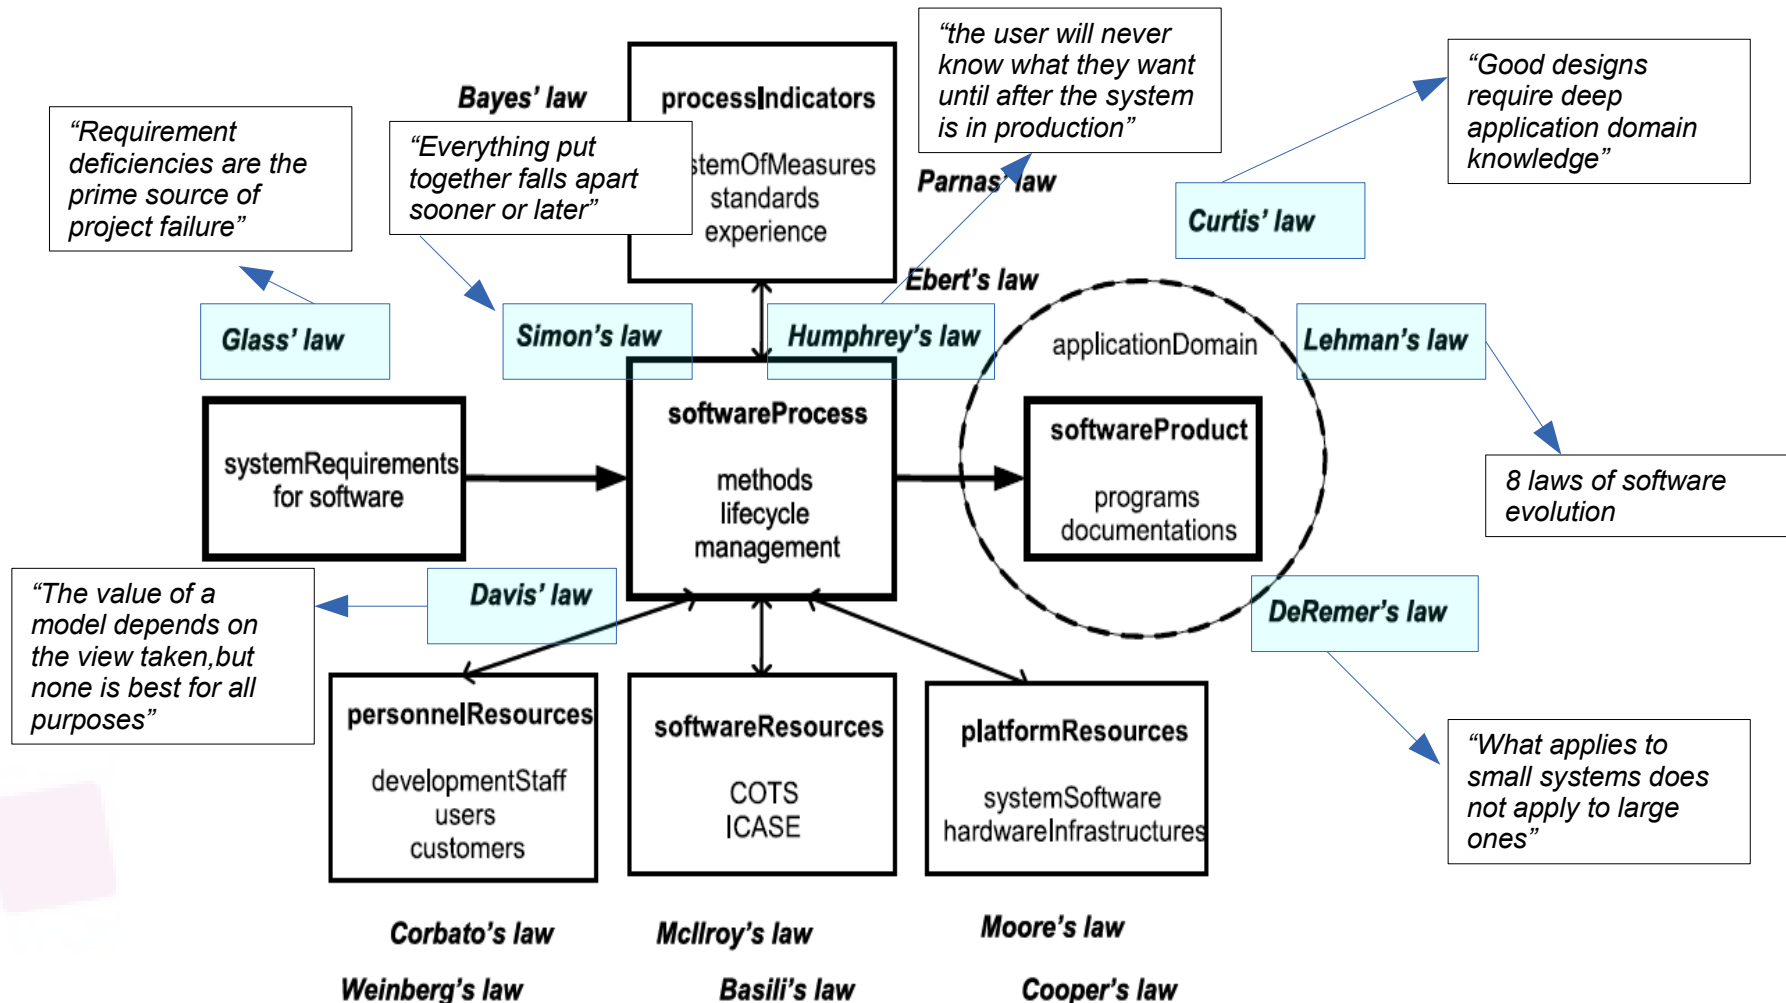 “the user will never
know what they want
until after the system
is in production”
“Good designs
require deep
application domain
knowledge”
Bayes’ law
processIndicators
“Requirement
deficiencies are the
prime source of
project failure”
“Everything put
together falls apart
sooner or later”
stemOfMeasures
standards
experience
Parnas’ law
Curtis’ law
Ebert’s law
Glass’ law
Simon’s law
Humphrey’s law
applicationDomain
Lehman’s law
systemRequirements
for software
softwareProcess
methods
lifecycle
management
softwareProduct
programs
documentations
8 laws of software
evolution
“The value of a
model depends on
the view taken,but
none is best for all
purposes”
Davis’ law
DeRemer’s law
personnelResources
developmentStaff
users
customers
softwareResources
COTS
ICASE
platformResources
systemSoftware
hardwareInfrastructures
“What applies to
small systems does
not apply to large
ones”
Corbato’s law
McIlroy’s law
Moore’s law
Weinberg’s law
Basili’s law
Cooper’s law